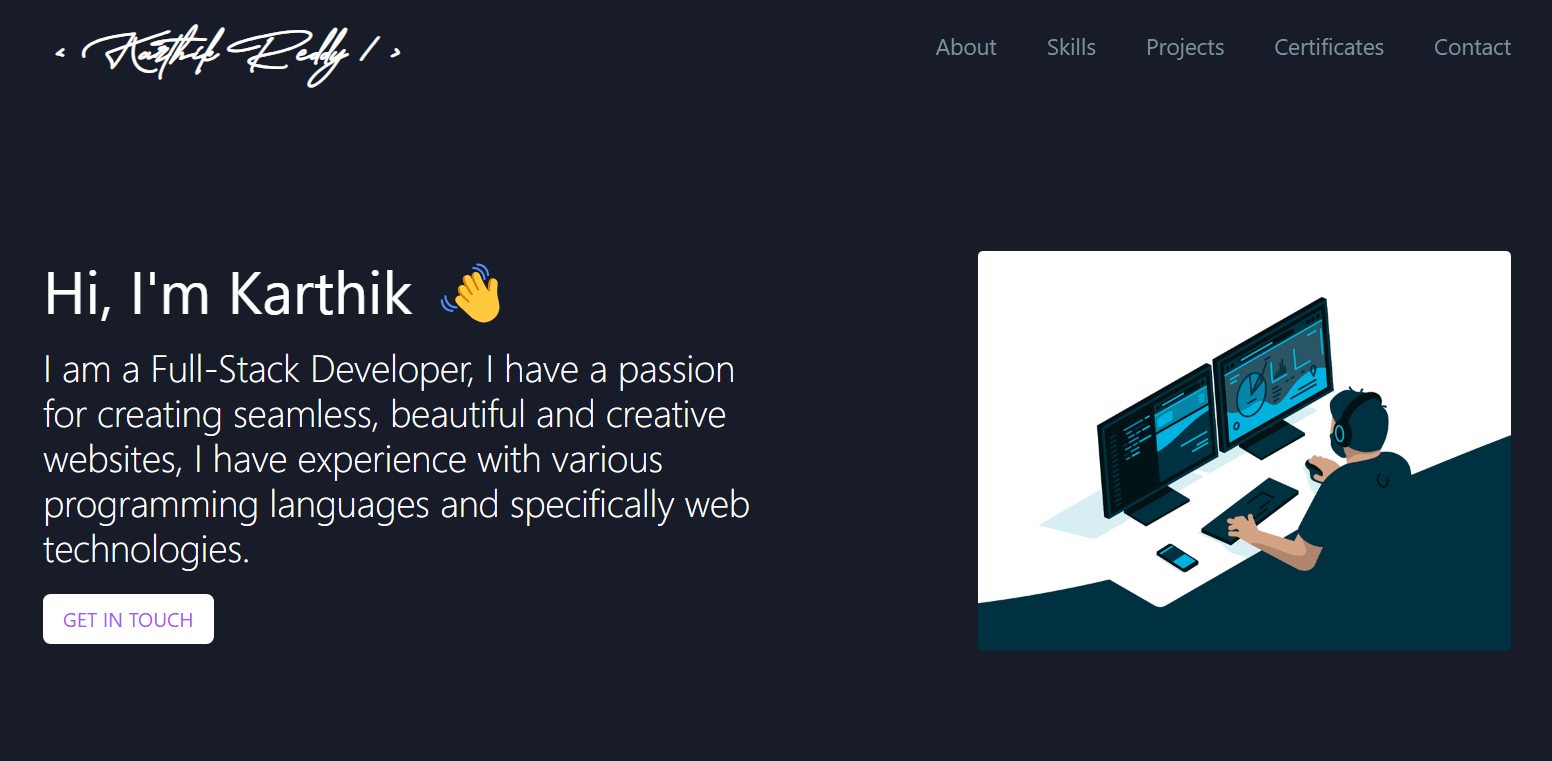 < Karthik Reddy / >
About Skills Projects Certificates Contact
Hi, I'm Karthik 👋
I am a Full-Stack Developer, I have a passion
for creating seamless, beautiful and creative
websites, I have experience with various
programming languages and specifically web
technologies.
GET IN TOUCH